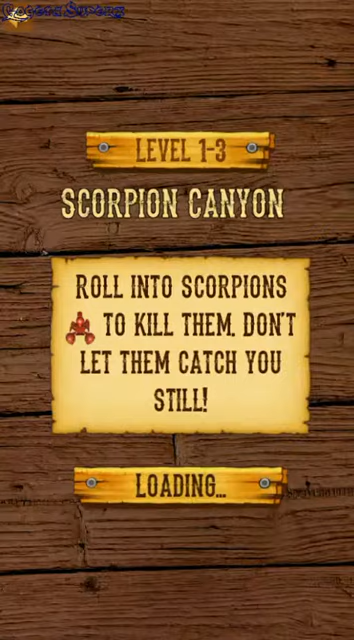 LEVEL 1-3
SCORPION CANYON
ROLL INTO SCORPIONS
TO KILL THEM. DON'T
LET THEM CATCH YOU
STILL!
LOADING...